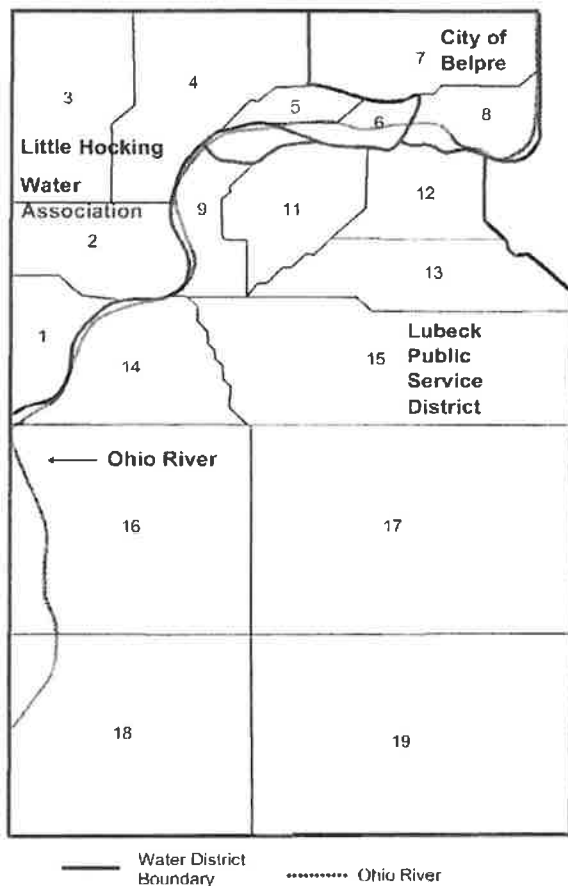 7
City of
Belpre
3
4
5
6
8
Little Hocking
Water
Association
9
11
12
2
13
1
14
15
Lubeck
Public
Service
District
← Ohio River
16
17
18
19
Water District
Boundary
Ohio River